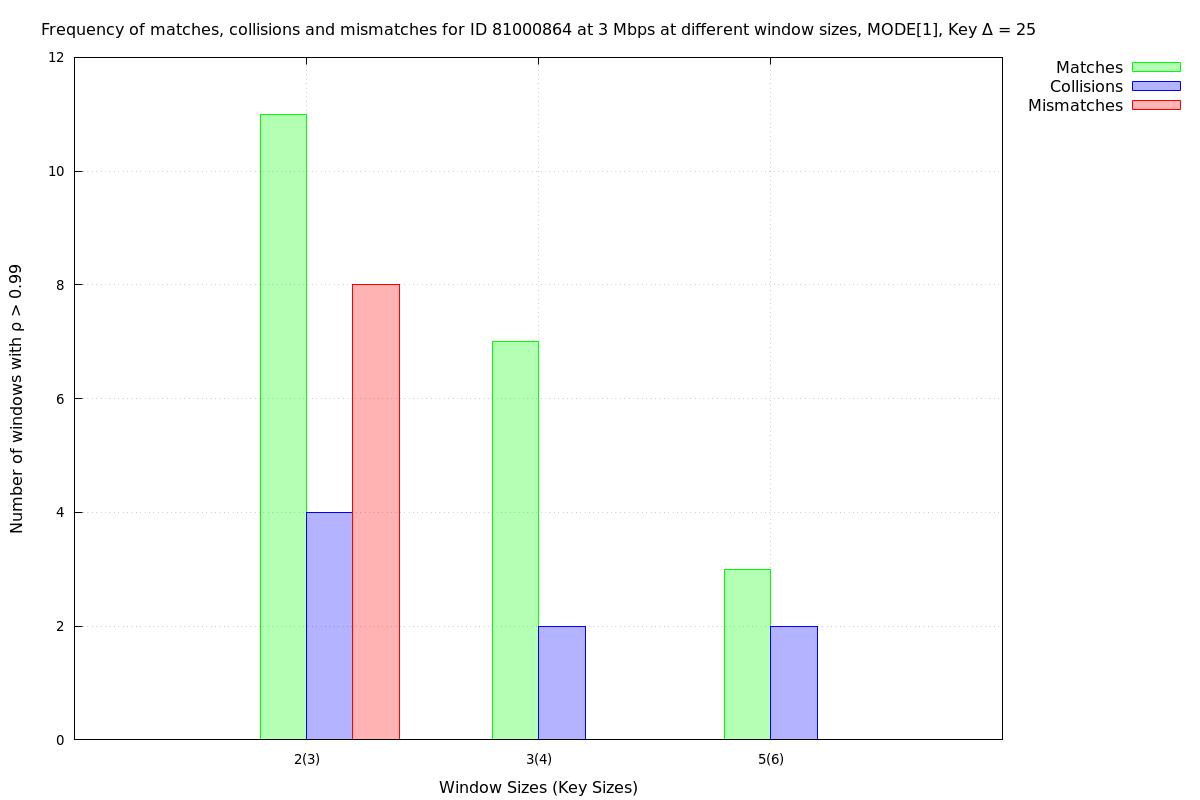 Frequency of matches, collisions and mismatches for ID 81000864 at 3 Mbps at different window sizes, MODE[1], Key Δ = 25
Matches
Collisions
Mismatches
Number of windows with ρ > 0.99
12
10
8
6
4
2
0
2(3) 3(4) 5(6)
Window Sizes (Key Sizes)